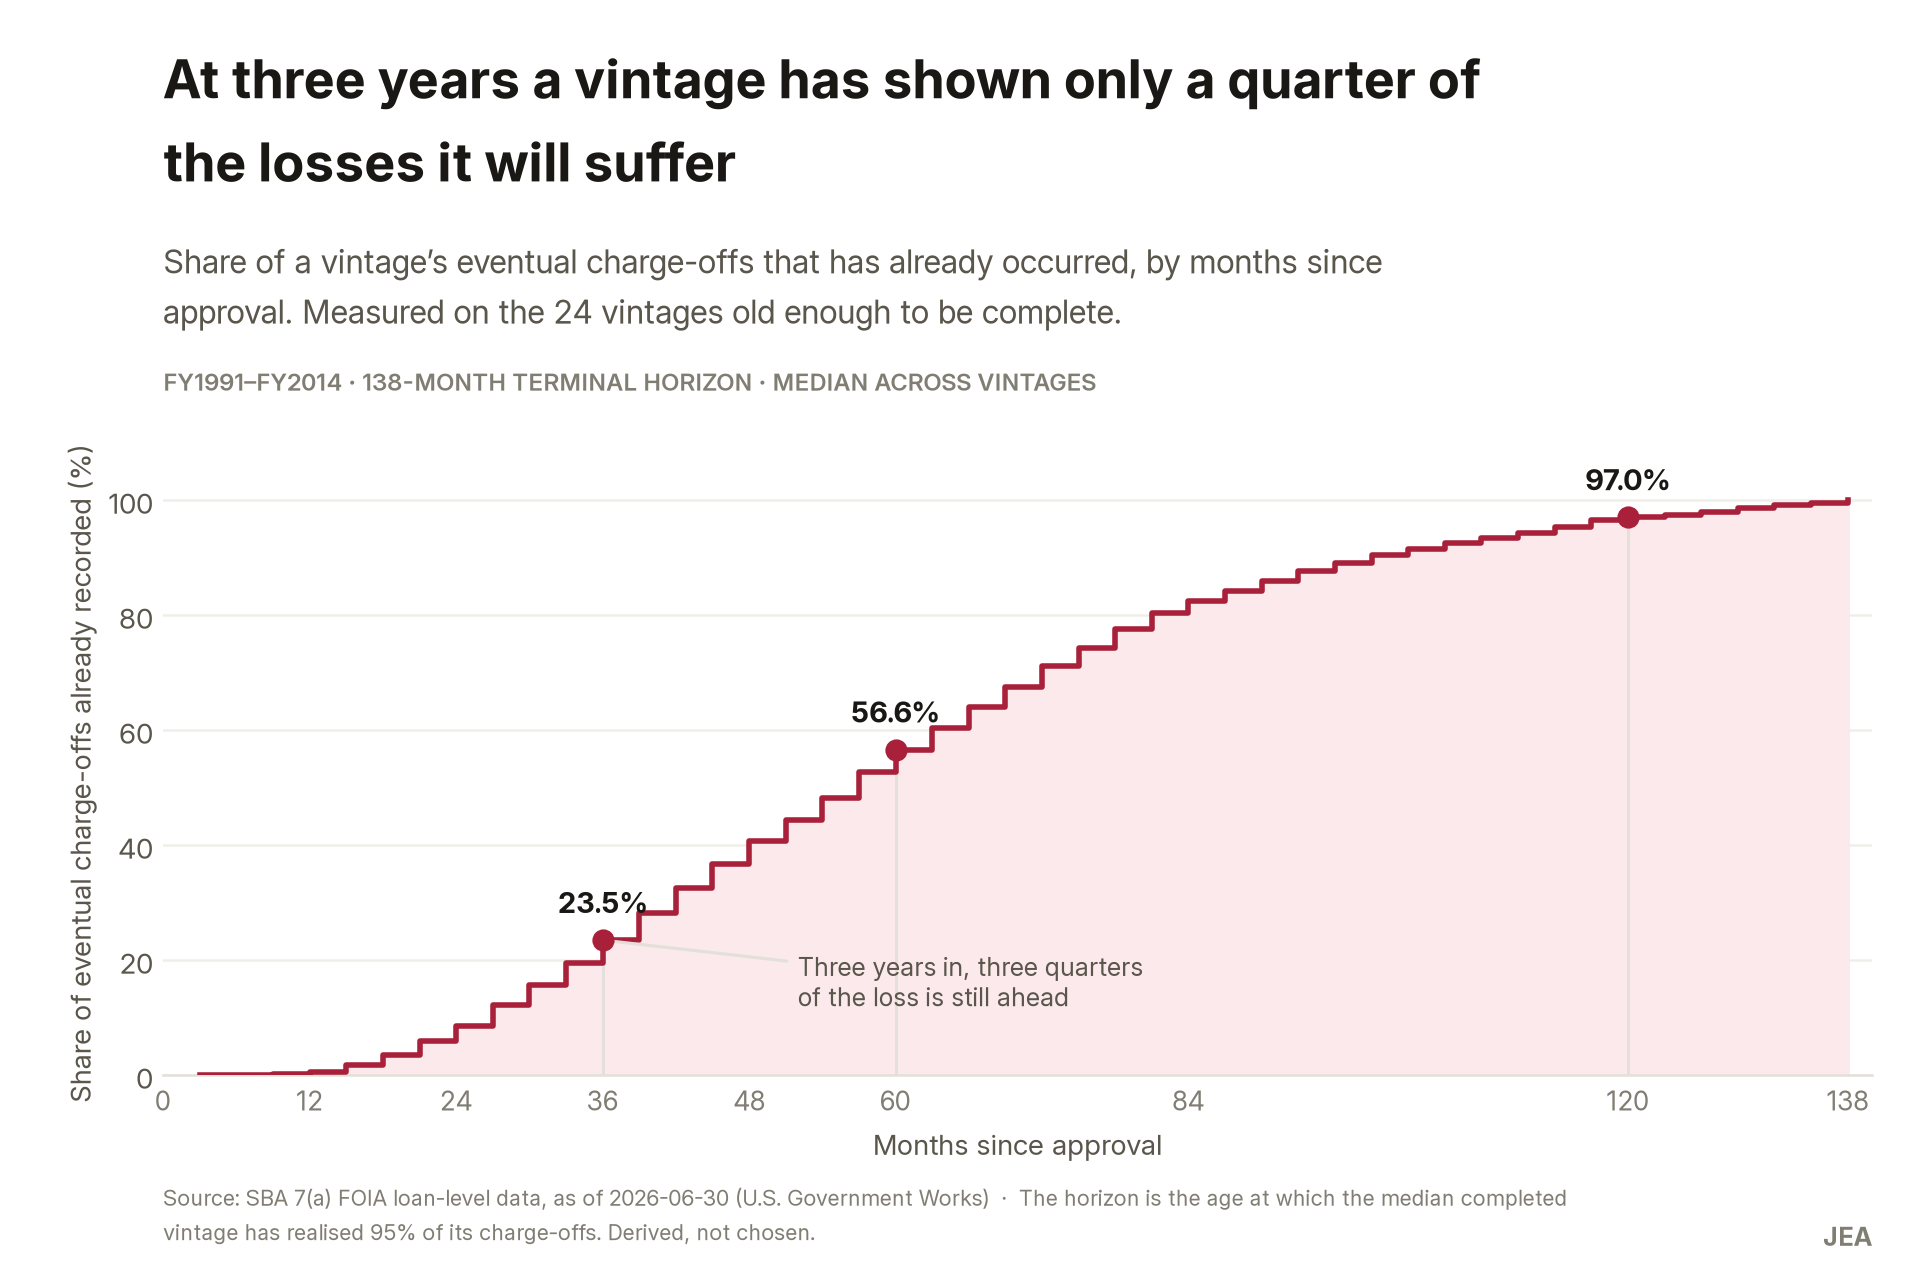 At three years a vintage has shown only a quarter of
the losses it will suffer
Share of a vintage’s eventual charge-offs that has already occurred, by months since
approval. Measured on the 24 vintages old enough to be complete.
FY1991–FY2014 · 138-MONTH TERMINAL HORIZON · MEDIAN ACROSS VINTAGES
Share of eventual charge-offs already recorded (%)
100
80
60
40
20
0
97.0%
56.6%
23.5%
Three years in, three quarters
of the loss is still ahead
0 12 24 36 48 60 84 120 138
Months since approval
Source: SBA 7(a) FOIA loan-level data, as of 2026-06-30 (U.S. Government Works) · The horizon is the age at which the median completed
vintage has realised 95% of its charge-offs. Derived, not chosen.
JEA